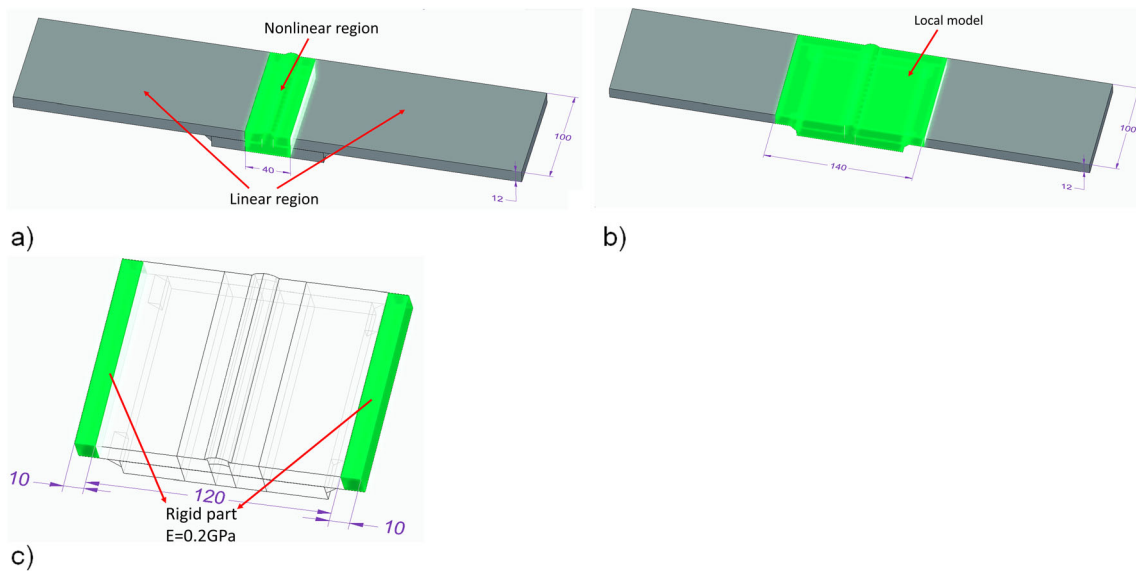 Nonlinear region
100
40
12
Linear region
a)
Local model
100
140
12
b)
10
120
10
Rigid part
E=0.2GPa
c)